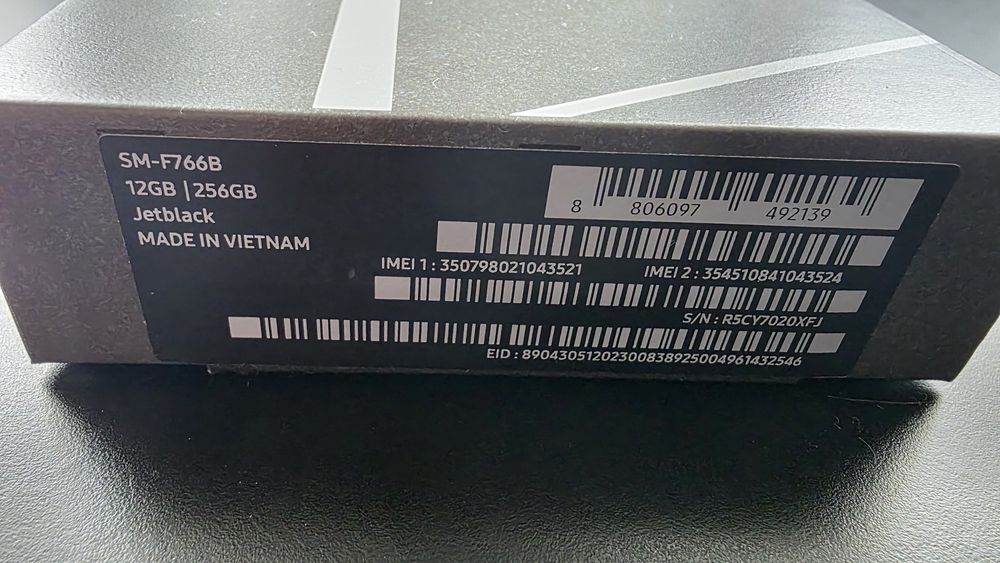 SM-F766B
12GB | 256GB
Jetblack
MADE IN VIETNAM
8 806097 492139
IMEI 1 : 350798021043521 IMEI 2 : 354510841043524
S/N : R5CY7020XFJ
EID : 89043051202300838925004961432546